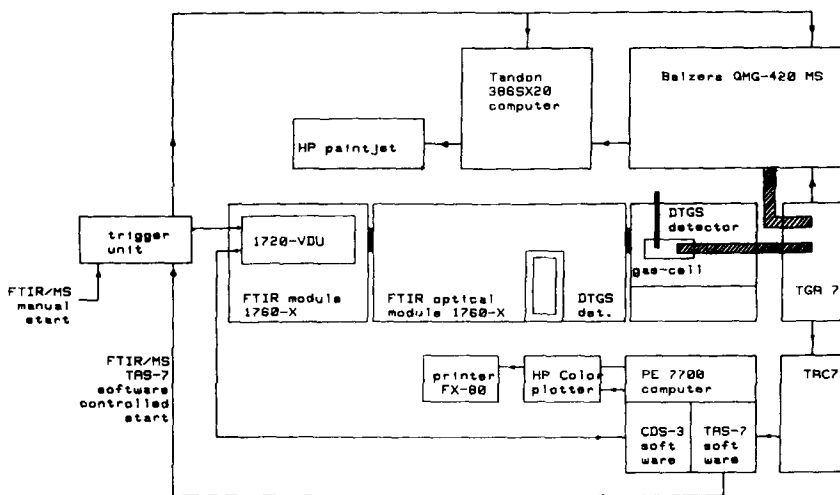 Tandon
386SX20
computer
Balzers QMG-420 MS
HP paintjet
trigger
unit
1720-VDU
DTGS
detector
gas-cell
FTIR/MS
manual
start
FTIR module
1760-X
FTIR optical
module 1760-X
DTGS
det.
TGA 7
FTIR/MS
TAS-7
software
controlled
start
printer
FX-80
HP Color
plotter
PE 7700
computer
TAC7
CDS-3
soft
ware
TAS-7
soft
ware